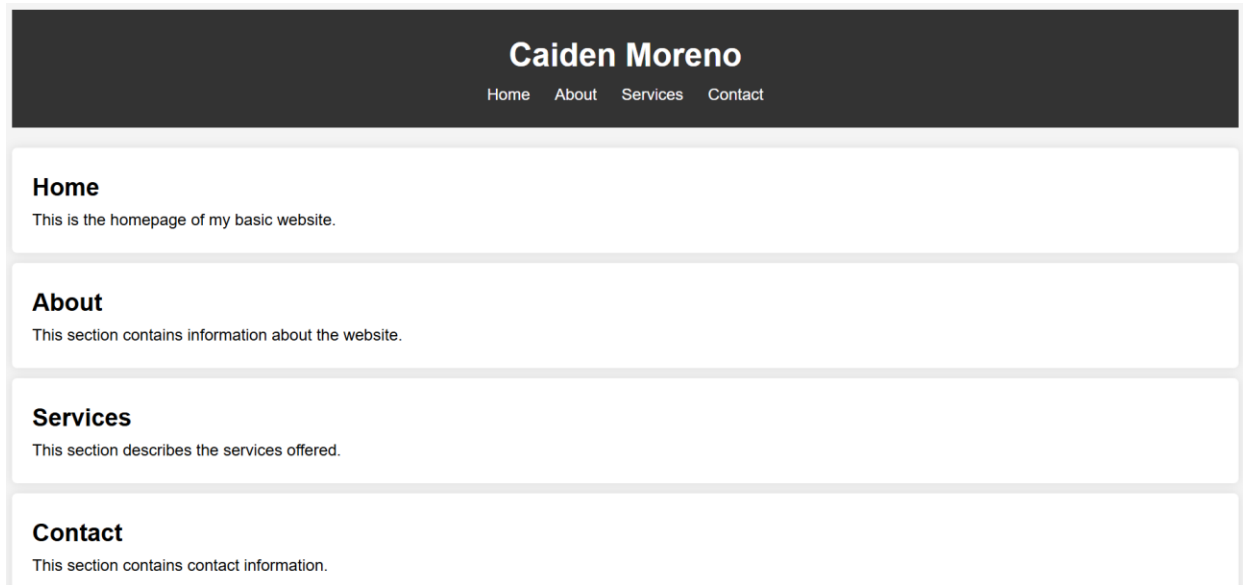 Caiden Moreno
Home About Services Contact
Home
This is the homepage of my basic website.
About
This section contains information about the website.
Services
This section describes the services offered.
Contact
This section contains contact information.